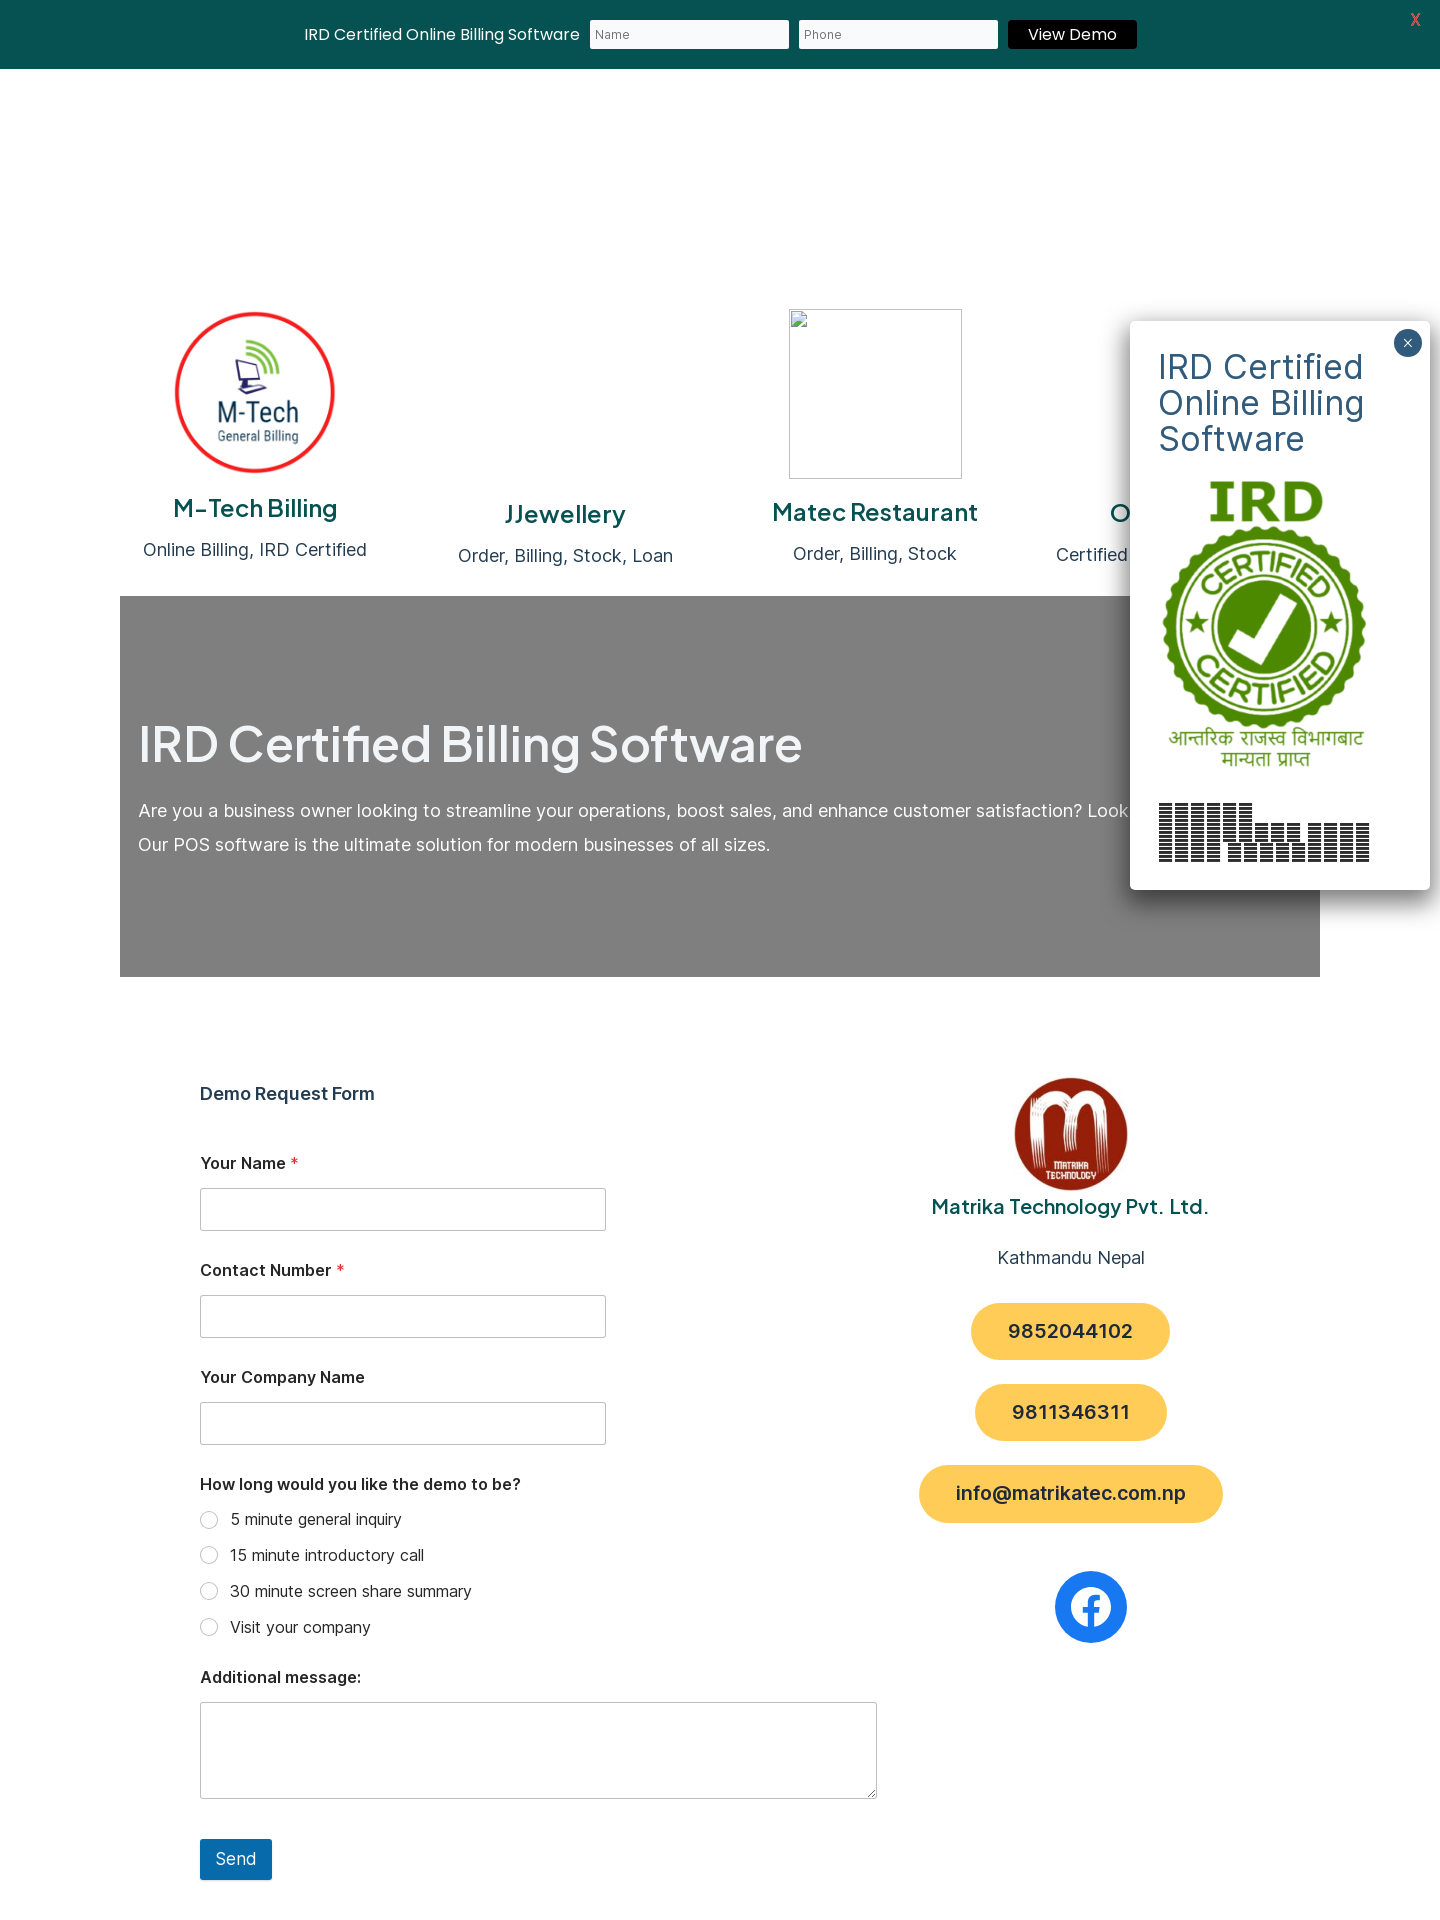 IRD Certified Online Billing Software
Name
Phone
View Demo
X
M-Tech
General Billing
M-Tech Billing
Online Billing, IRD Certified
JJewellery
Order, Billing, Stock, Loan
Matec Restaurant
Order, Billing, Stock
Certified
×
IRD Certified
Online Billing
Software
IRD
CERTIFIED
CERTIFIED
आन्तरिक राजस्व विभागबाट
मान्यता प्राप्त
IRD Certified Billing Software
Are you a business owner looking to streamline your operations, boost sales, and enhance customer satisfaction? Look
Our POS software is the ultimate solution for modern businesses of all sizes.
Demo Request Form
Your Name *
Contact Number *
Your Company Name
How long would you like the demo to be?
5 minute general inquiry
15 minute introductory call
30 minute screen share summary
Visit your company
Additional message:
Send
MATRIKA
TECHNOLOGY
Matrika Technology Pvt. Ltd.
Kathmandu Nepal
9852044102
9811346311
info@matrikatec.com.np